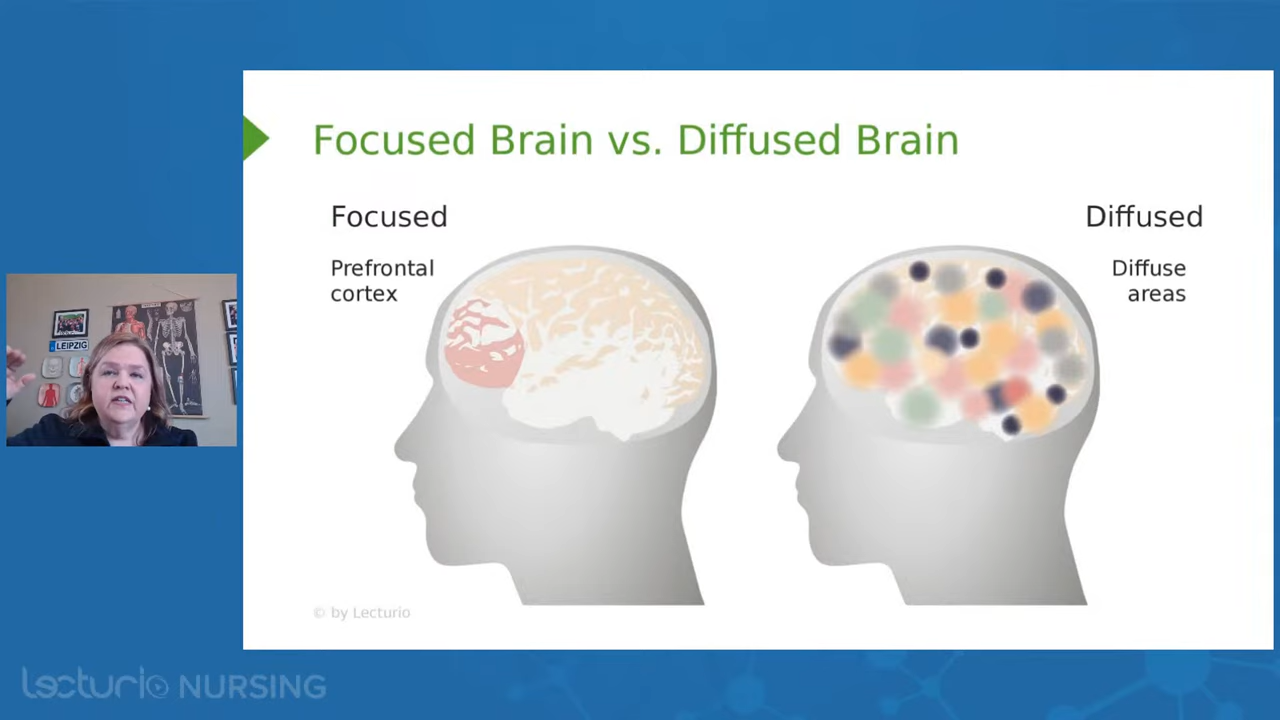 Focused Brain vs. Diffused Brain
Focused
Prefrontal
cortex
Diffused
Diffuse
areas
LEIPZIG
© by Lecturio
lecturio NURSING